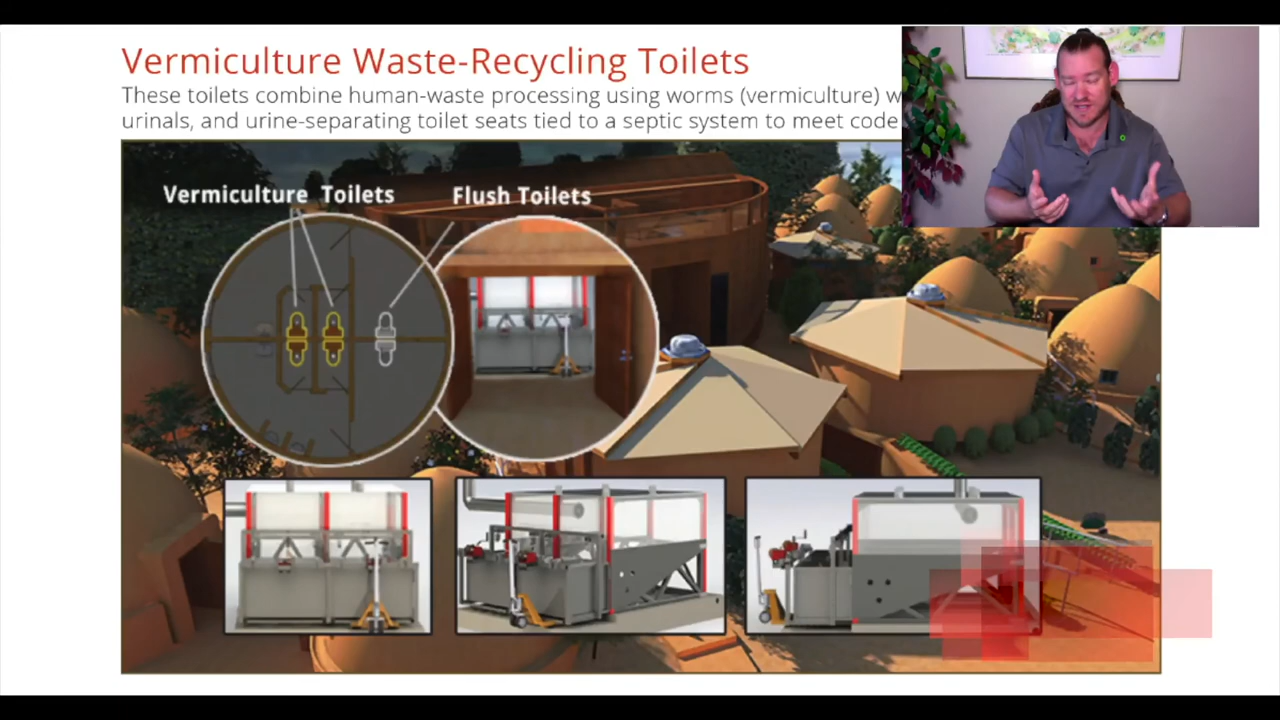 Vermiculture Waste-Recycling Toilets
These toilets combine human-waste processing using worms (vermiculture) w
urinals, and urine-separating toilet seats tied to a septic system to meet code
Vermiculture Toilets
Flush Toilets